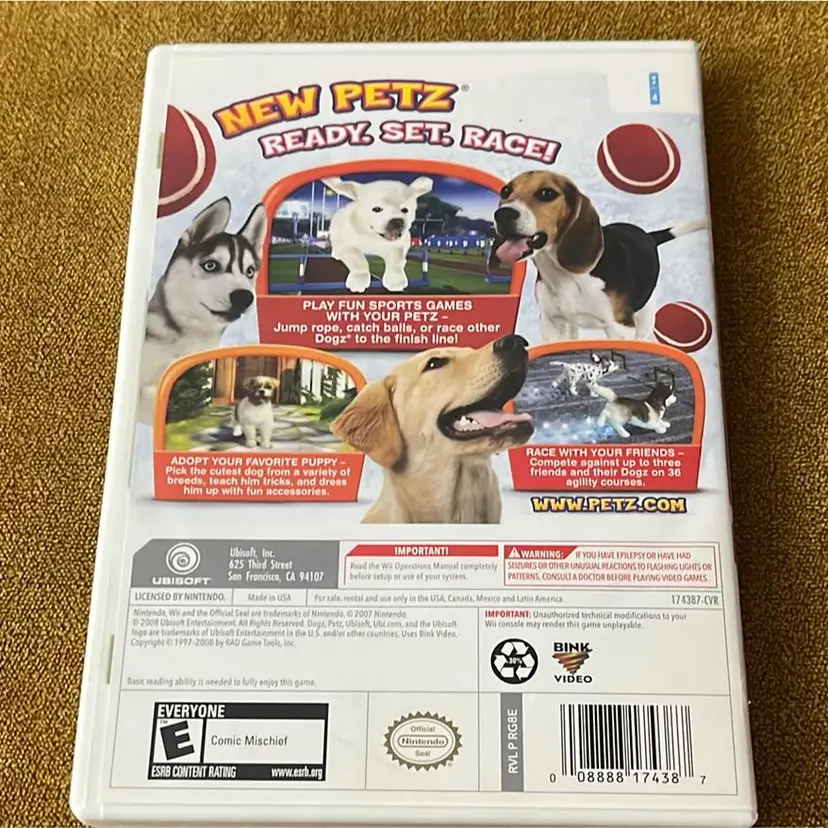 NEW PETZ®
READY, SET, RACE!
4
PLAY FUN SPORTS GAMES
WITH YOUR PETZ –
Jump rope, catch balls, or race other
Dogz® to the finish line!
ADOPT YOUR FAVORITE PUPPY –
Pick the cutest dog from a variety of
breeds, teach him tricks, and dress
him up with fun accessories.
RACE WITH YOUR FRIENDS –
Compete against up to three
friends and their Dogz on 36
agility courses.
WWW.PETZ.COM
UBISOFT
Ubisoft, Inc.
625 Third Street
San Francisco, CA 94107
IMPORTANT!
Read the Wii Operations Manual completely
before setup or use of your system.
WARNING: IF YOU HAVE EPILEPSY OR HAVE HAD
SEIZURES OR OTHER UNUSUAL REACTIONS TO FLASHING LIGHTS OR
PATTERNS, CONSULT A DOCTOR BEFORE PLAYING VIDEO GAMES.
LICENSED BY NINTENDO.
Made in USA
For sale, rental and use only in the USA, Canada, Mexico and Latin America
174387-CVR
Nintendo, Wii and the Official Seal are trademarks of Nintendo. © 2007 Nintendo.
© 2008 Ubisoft Entertainment. All Rights Reserved. Dogz, Petz, Ubisoft, Ubi.com, and the Ubisoft
logo are trademarks of Ubisoft Entertainment in the U.S. and/or other countries. Uses Bink Video.
Copyright © 1997-2008 by RAD Game Tools, Inc.
IMPORTANT: Unauthorized technical modifications to your
Wii console may render this game unplayable.
30%
BINK
VIDEO
Basic reading ability is needed to fully enjoy this game.
EVERYONE
E
™
Comic Mischief
ESRB CONTENT RATING www.esrb.org
Official
Nintendo
Seal
RVL P RG8E
0 08888 17438 7